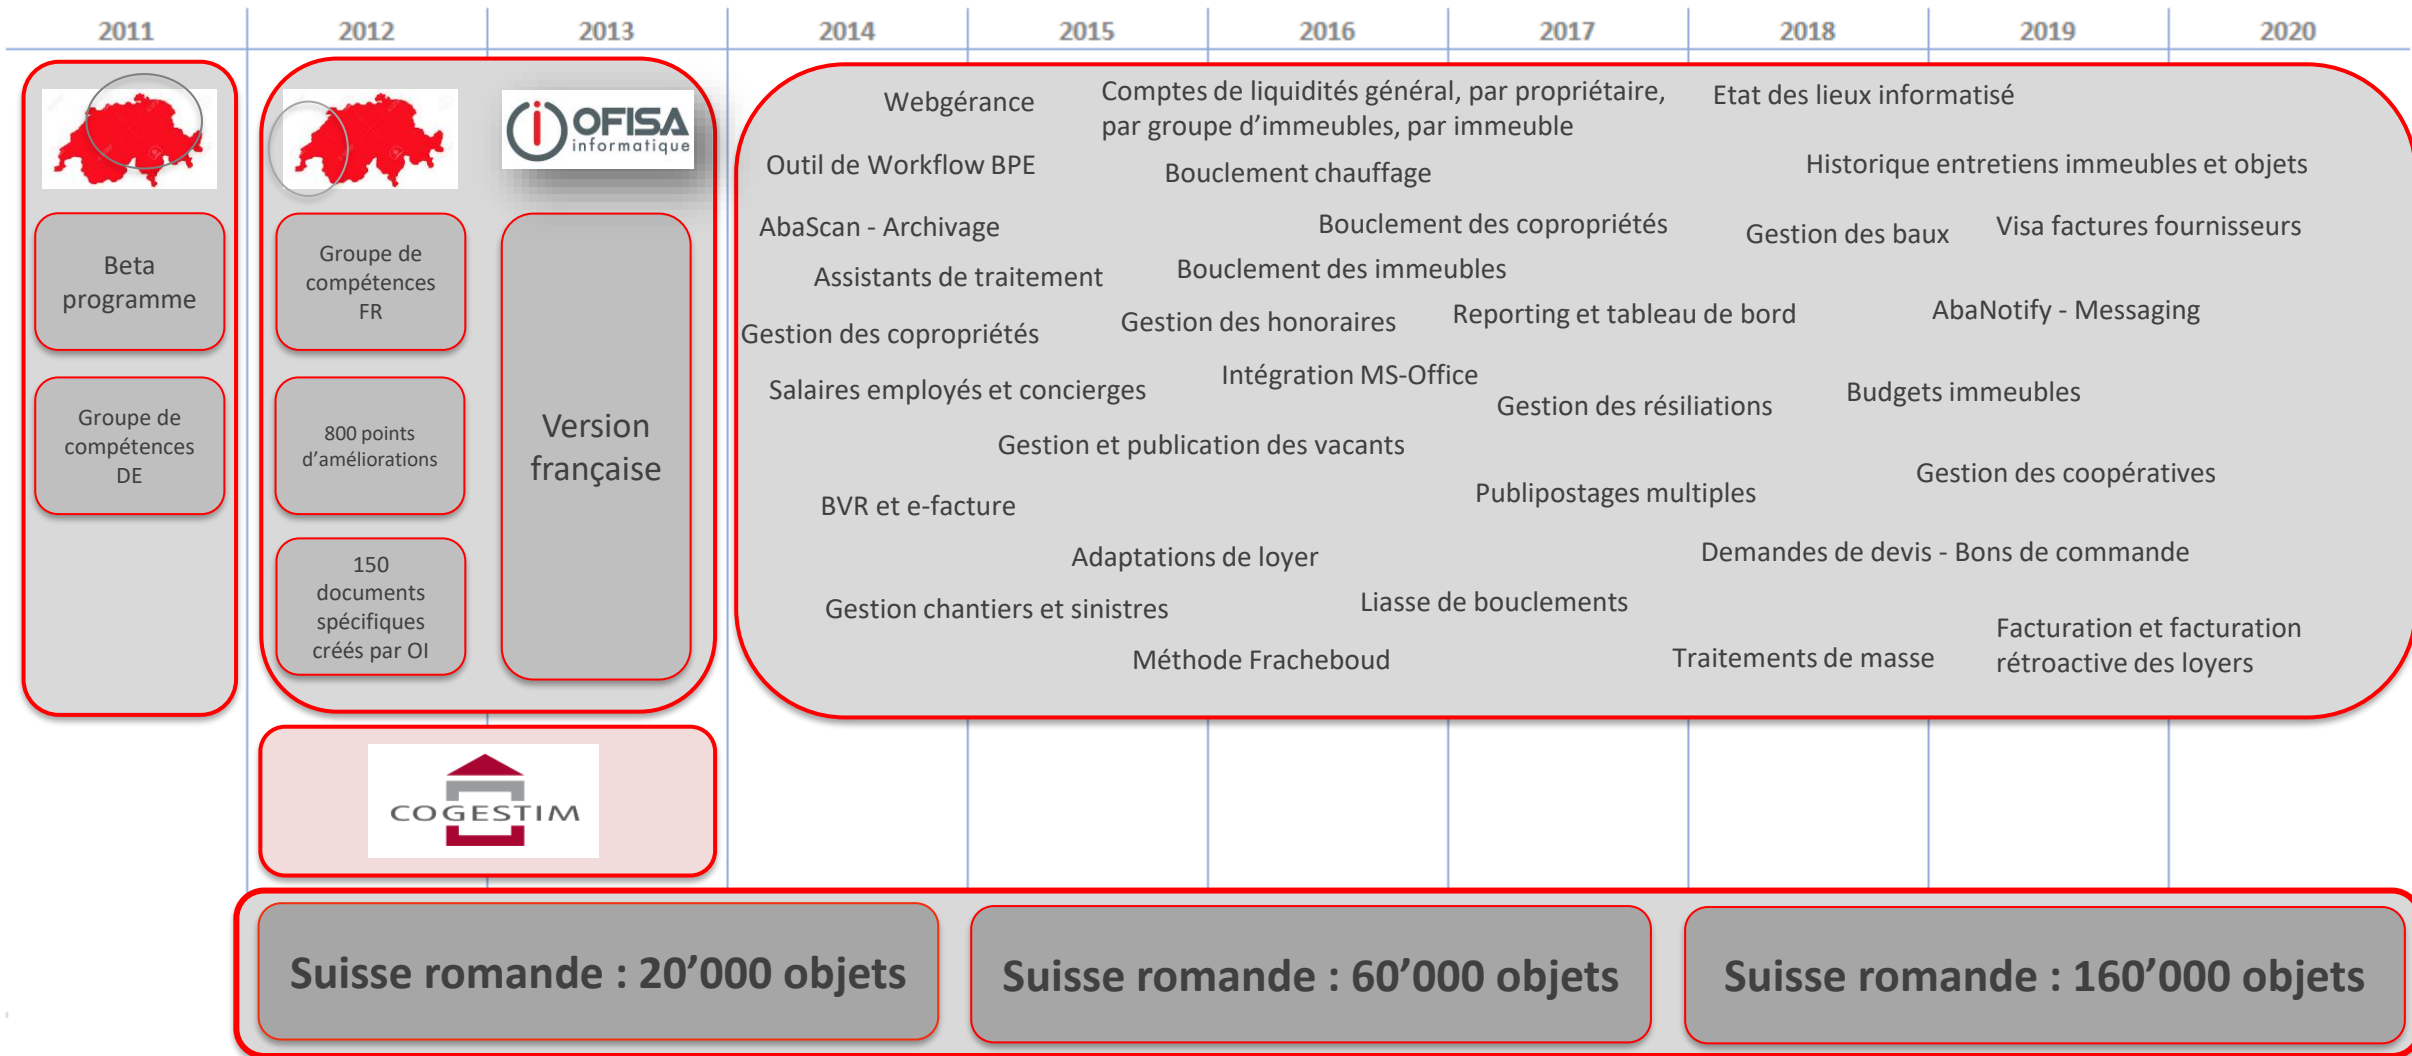 2011
2012
2013
2014
2015
2016
2017
2018
2019
2020
Beta
programme
Groupe de
compétences
DE
Groupe de
compétences
FR
800 points
d’améliorations
150
documents
spécifiques
créés par OI
OFISA
informatique
Version
française
COGESTIM
Webgérance
Comptes de liquidités général, par propriétaire,
par groupe d’immeubles, par immeuble
Etat des lieux informatisé
Outil de Workflow BPE
Bouclement chauffage
Historique entretiens immeubles et objets
AbaScan - Archivage
Bouclement des copropriétés
Gestion des baux
Visa factures fournisseurs
Assistants de traitement
Bouclement des immeubles
Gestion des copropriétés
Gestion des honoraires
Reporting et tableau de bord
AbaNotify - Messaging
Salaires employés et concierges
Intégration MS-Office
Gestion des résiliations
Budgets immeubles
Gestion et publication des vacants
Gestion des coopératives
BVR et e-facture
Publipostages multiples
Adaptations de loyer
Demandes de devis - Bons de commande
Gestion chantiers et sinistres
Liasse de bouclements
Facturation et facturation
rétroactive des loyers
Méthode Fracheboud
Traitements de masse
Suisse romande : 20’000 objets
Suisse romande : 60’000 objets
Suisse romande : 160’000 objets